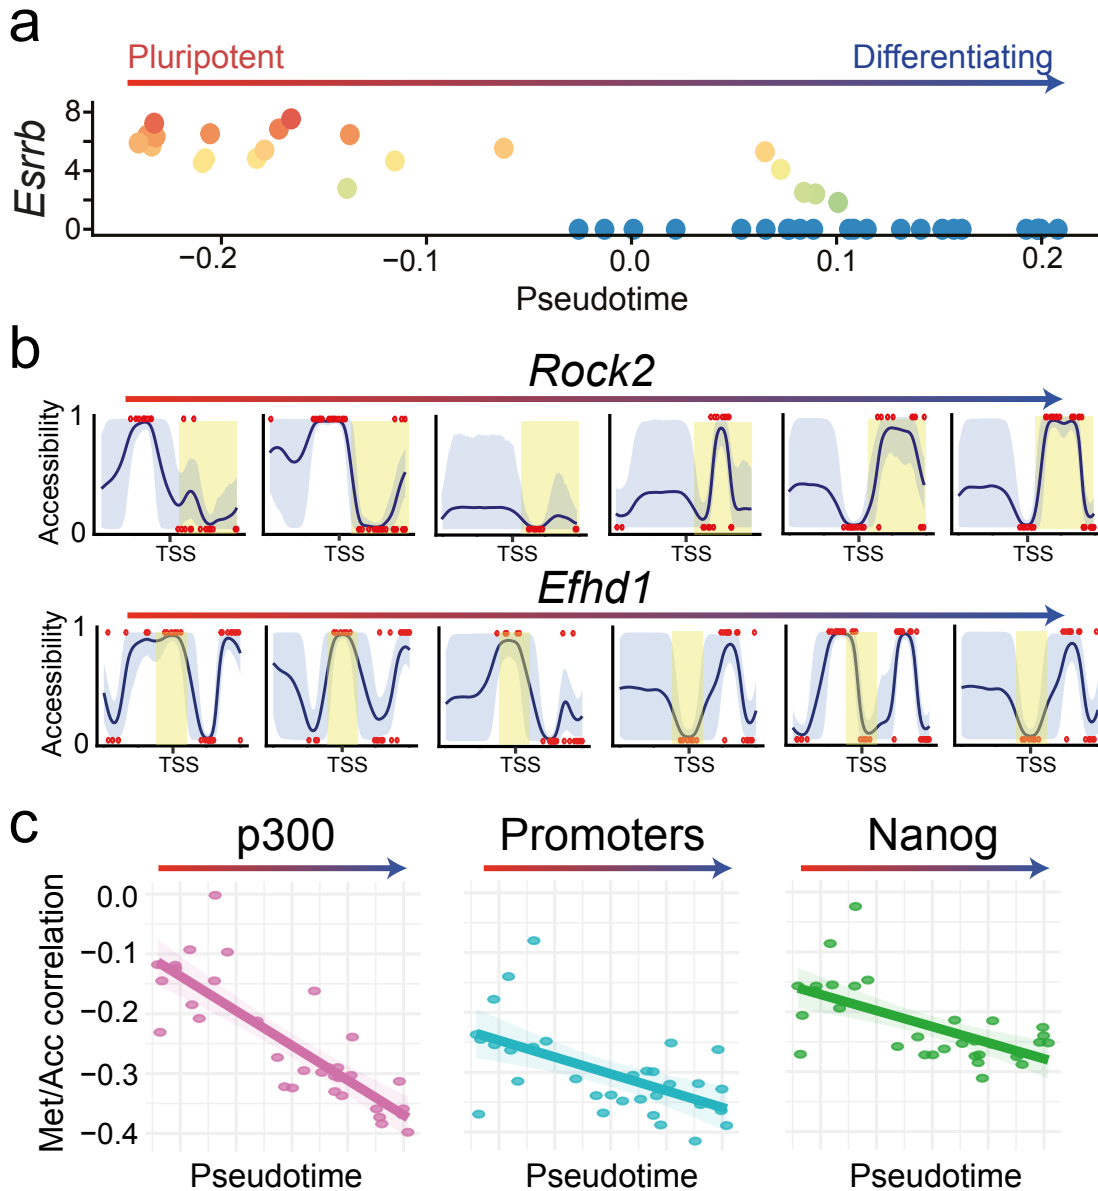 a
Pluripotent Differentiating
Esrrb
8
4
0
−0.2 −0.1 0.0 0.1 0.2
Pseudotime
b
Rock2
Accessibility
1
0
TSS TSS TSS TSS TSS TSS
Efhd1
Accessibility
1
0
TSS TSS TSS TSS TSS TSS
c
p300 Promoters Nanog
Met/Acc correlation
0.0
−0.1
−0.2
−0.3
−0.4
Pseudotime Pseudotime Pseudotime